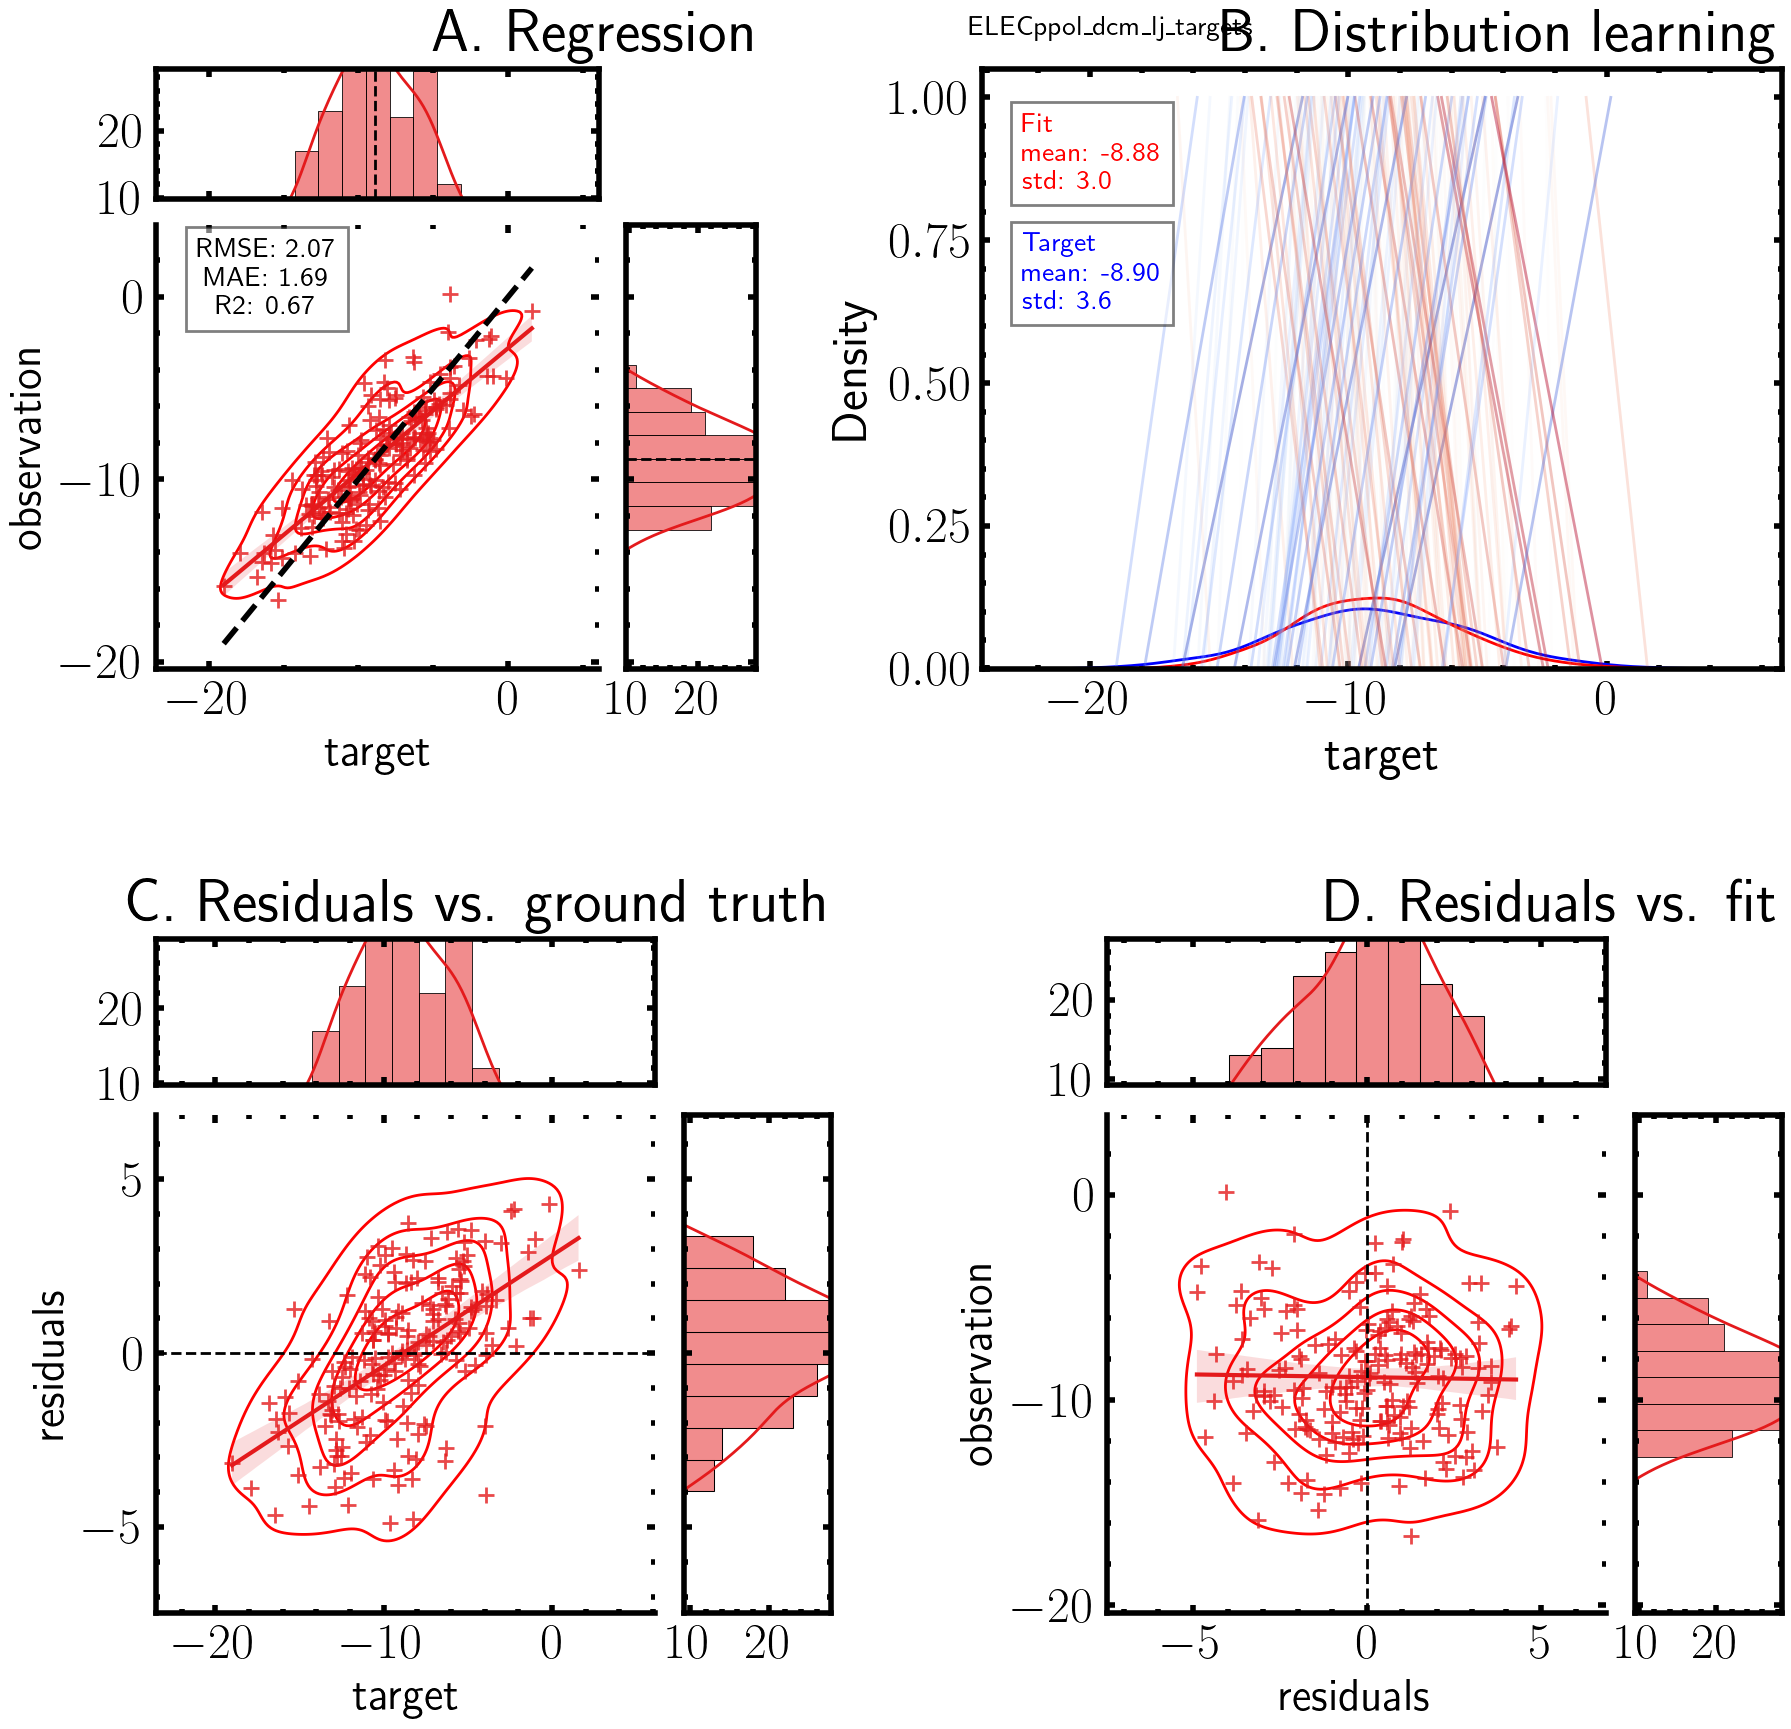 A. Regression
20
10
RMSE: 2.07
MAE: 1.69
R2: 0.67
0
−10
−20
observation
−20 0
10 20
target
ELECppol_dcm_lj_targets
B. Distribution learning
1.00
0.75
0.50
0.25
0.00
Density
Fit
mean: -8.88
std: 3.0
Target
mean: -8.90
std: 3.6
−20 −10 0
target
C. Residuals vs. ground truth
20
10
5
0
−5
residuals
−20 −10 0
10 20
target
D. Residuals vs. fit
20
10
0
−10
−20
observation
−5 0 5
10 20
residuals